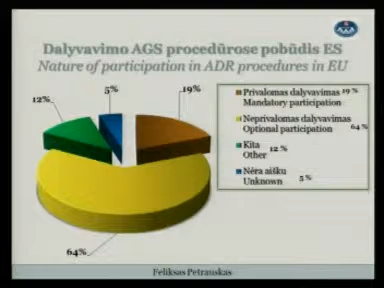 Dalyvavimo AGS procedūrose pobūdis ES
Nature of participation in ADR procedures in EU
5%
19%
12%
64%
Privalomas dalyvavimas 19 %
Mandatory participation
Neprivalomas dalyvavimas
Optional participation 64 %
Kita
Other 12 %
Nėra aišku
Unknown 5 %
Feliksas Petrauskas